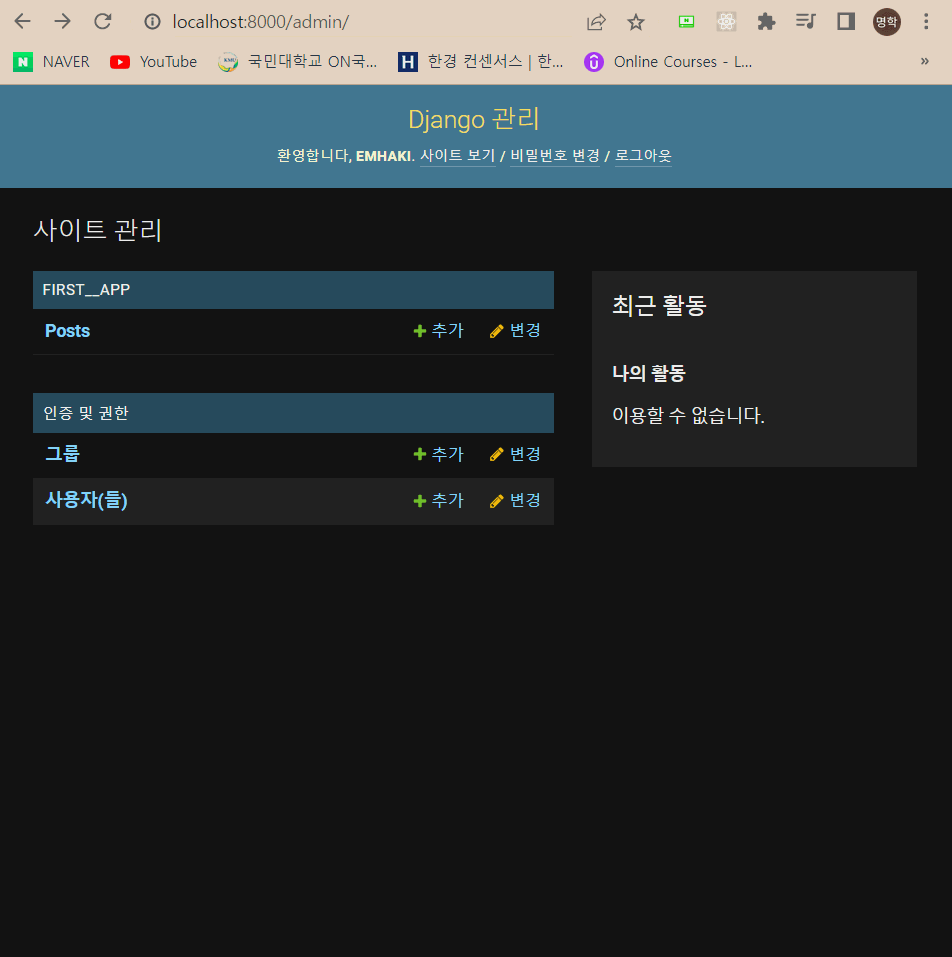 localhost:8000/admin/
명학
NAVER YouTube 국민대학교 ON국... 한경 컨센서스 | 한... Online Courses - L... »
Django 관리
환영합니다, EMHAKI. 사이트 보기 / 비밀번호 변경 / 로그아웃
사이트 관리
FIRST__APP
Posts 추가 변경
인증 및 권한
그룹 추가 변경
사용자(들) 추가 변경
최근 활동
나의 활동
이용할 수 없습니다.